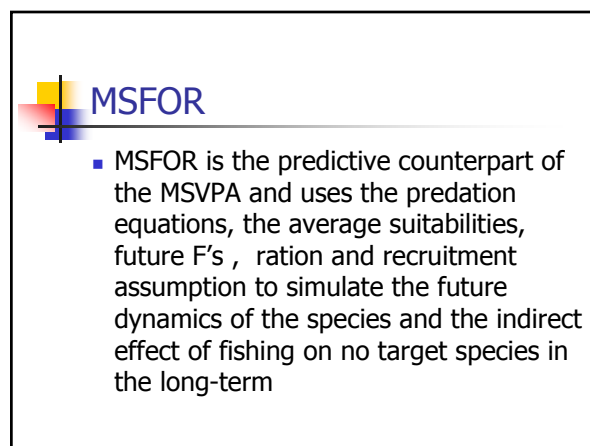 MSFOR
MSFOR is the predictive counterpart of
the MSVPA and uses the predation
equations, the average suitabilities,
future F's , ration and recruitment
assumption to simulate the future
dynamics of the species and the indirect
effect of fishing on no target species in
the long-term